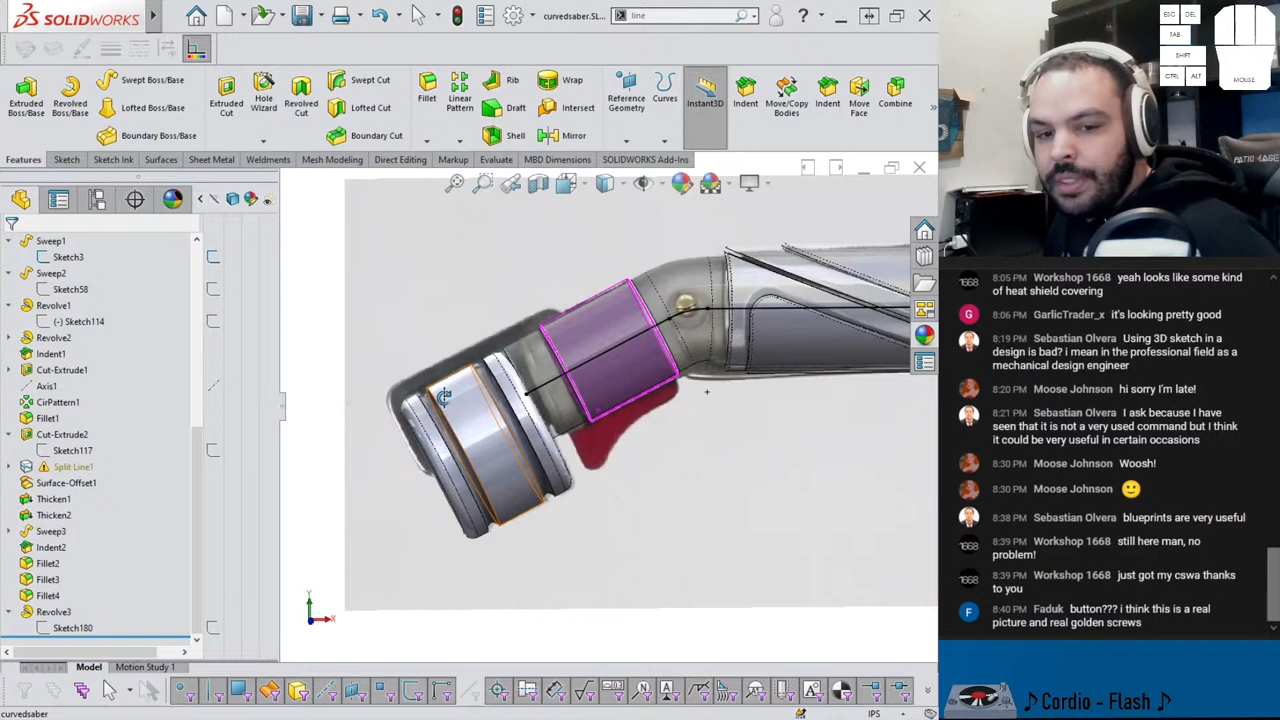 SOLIDWORKS
curvedsaber.SL...
line
Extruded Boss/Base
Revolved Boss/Base
Swept Boss/Base
Lofted Boss/Base
Boundary Boss/Base
Extruded Cut
Hole Wizard
Revolved Cut
Swept Cut
Lofted Cut
Boundary Cut
Fillet
Linear Pattern
Rib
Draft
Shell
Wrap
Intersect
Mirror
Reference Geometry
Curves
Instant3D
Indent
Move/Copy Bodies
Indent
Move Face
Combine
Features
Sketch
Sketch Ink
Surfaces
Sheet Metal
Weldments
Mesh Modeling
Direct Editing
Markup
Evaluate
MBD Dimensions
SOLIDWORKS Add-Ins
Sweep1
Sketch3
Sweep2
Sketch58
Revolve1
(-) Sketch114
Revolve2
Indent1
Cut-Extrude1
Axis1
CirPattern1
Fillet1
Cut-Extrude2
Sketch117
Split Line1
Surface-Offset1
Thicken1
Thicken2
Sweep3
Indent2
Fillet2
Fillet3
Fillet4
Revolve3
Sketch180
Y
X
Model
Motion Study 1
curvedsaber
IPS
ESC
DEL
TAB
SHIFT
CTRL
ALT
MOUSE
8:05 PM Workshop 1668 yeah looks like some kind
of heat shield covering
8:06 PM GarlicTrader_x it's looking pretty good
8:19 PM Sebastian Olvera Using 3D sketch in a
design is bad? i mean in the professional field as a
mechanical design engineer
8:20 PM Moose Johnson hi sorry I'm late!
8:21 PM Sebastian Olvera I ask because I have
seen that it is not a very used command but I think
it could be very useful in certain occasions
8:30 PM Moose Johnson Woosh!
8:30 PM Moose Johnson 🙂
8:38 PM Sebastian Olvera blueprints are very useful
8:39 PM Workshop 1668 still here man, no
problem!
8:39 PM Workshop 1668 just got my cswa thanks
to you
8:40 PM Faduk button??? i think this is a real
picture and real golden screws
♪ Cordio - Flash ♪